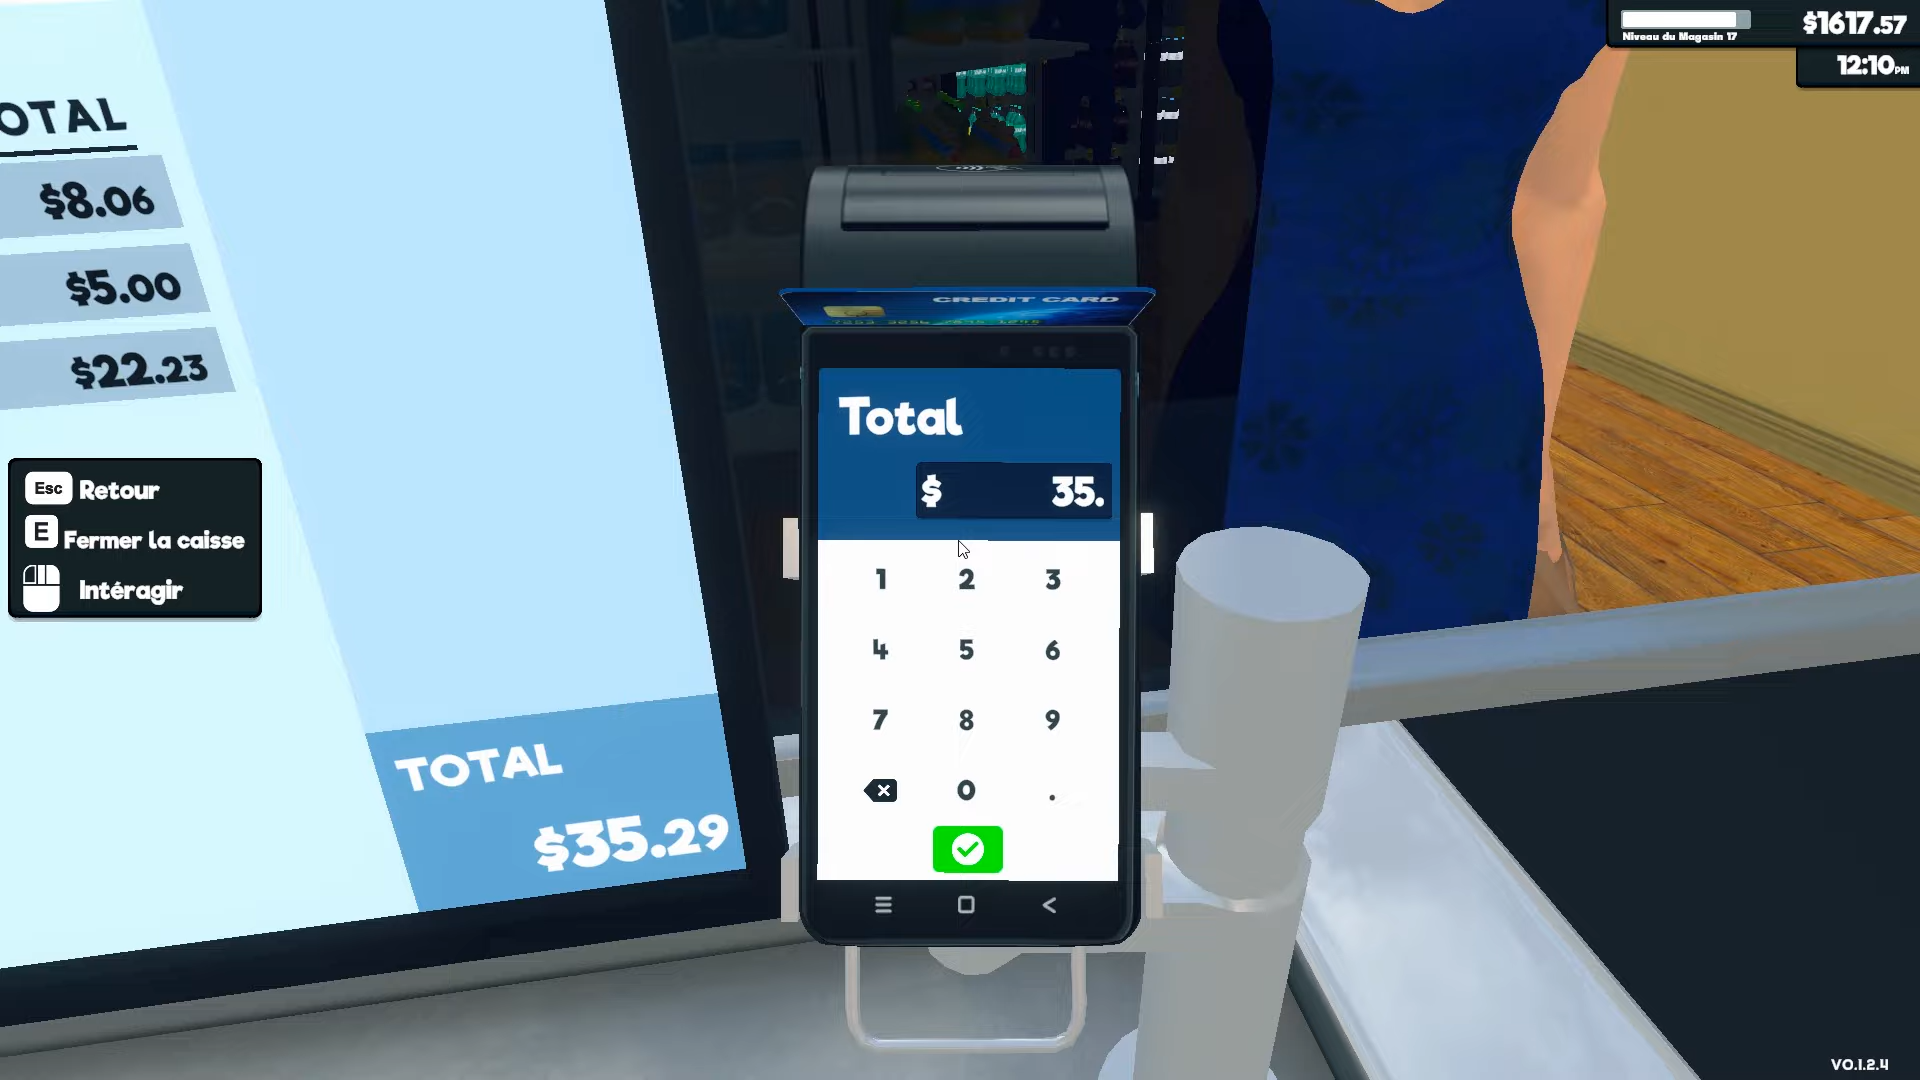 $1617.57
Niveau du Magasin 17
12:10PM
OTAL
$8.06
$5.00
$22.23
Esc Retour
E Fermer la caisse
Intéragir
TOTAL
$35.29
CREDIT CARD
Total
$ 35.
1 2 3
4 5 6
7 8 9
0 .
V0.1.2.4